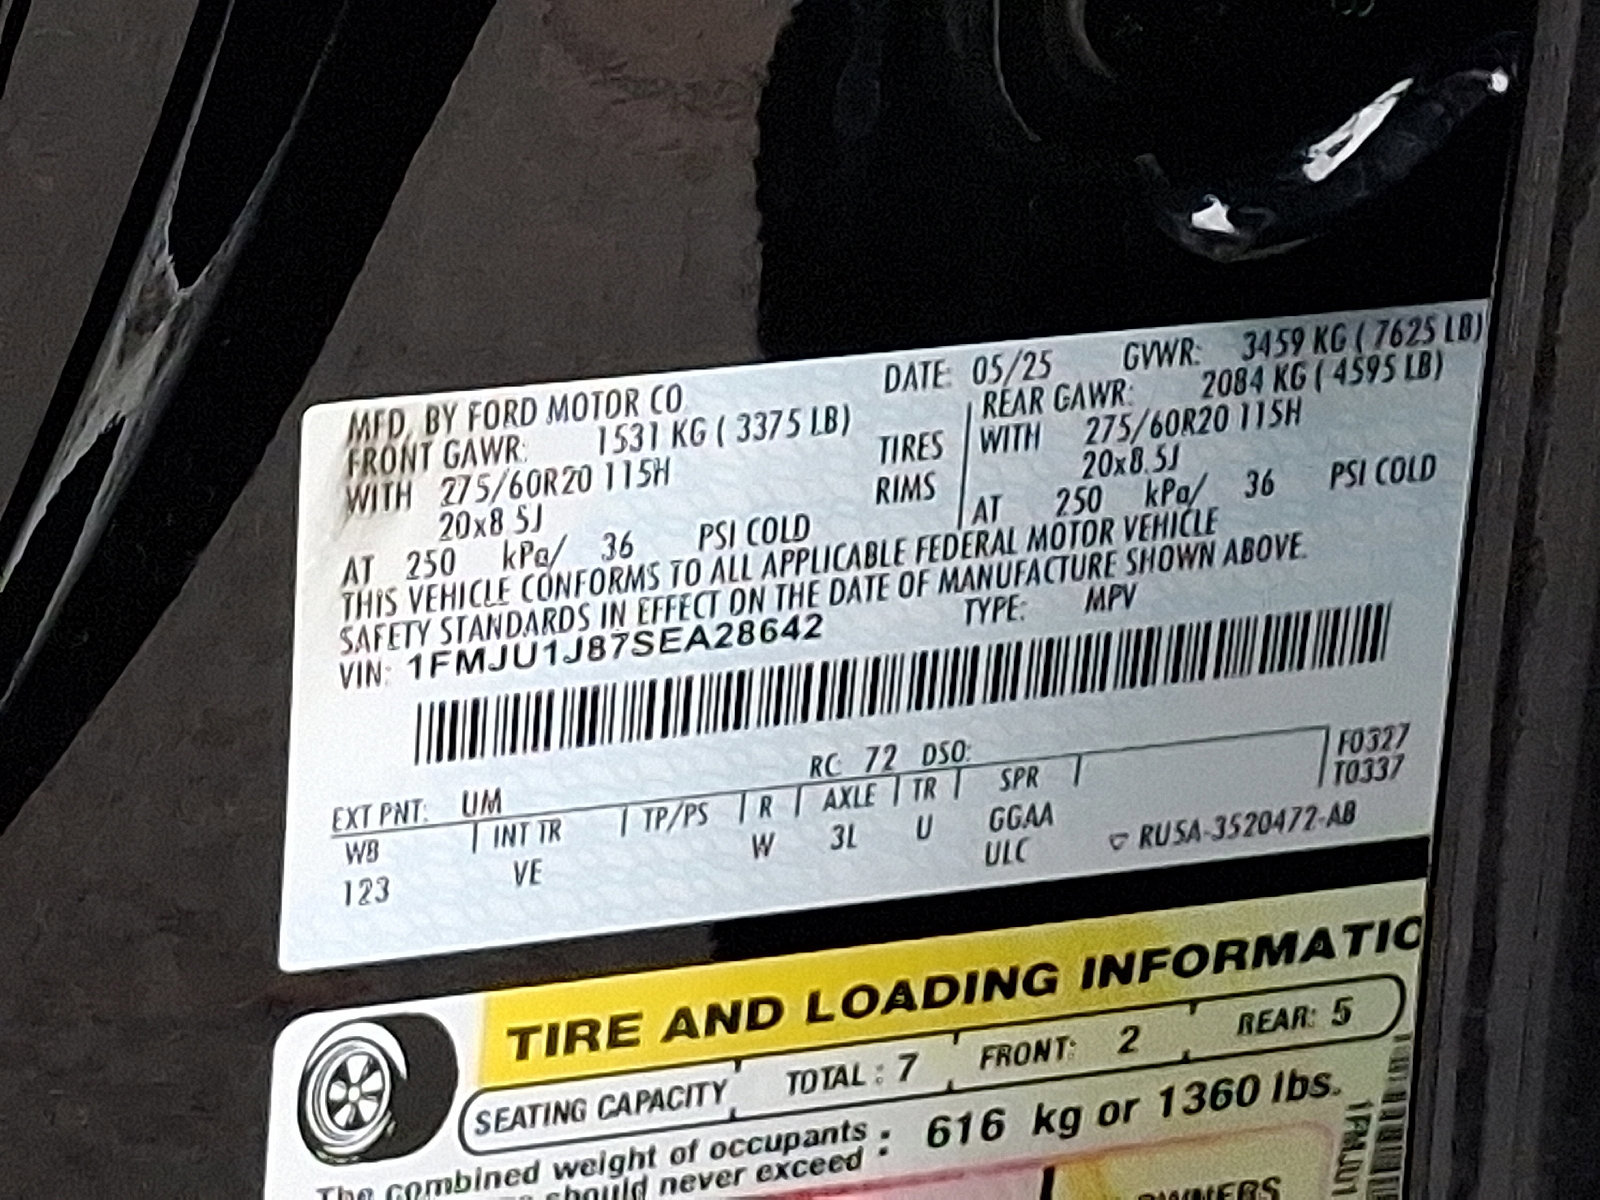 MFD. BY FORD MOTOR CO.
DATE: 05/25 GVWR: 3459 KG ( 7625 LB)
FRONT GAWR: 1531 KG ( 3375 LB)
REAR GAWR: 2084 KG ( 4595 LB)
WITH 275/60R20 115H TIRES WITH 275/60R20 115H
20x8.5J RIMS 20x8.5J
AT 250 kPa/ 36 PSI COLD AT 250 kPa/ 36 PSI COLD
THIS VEHICLE CONFORMS TO ALL APPLICABLE FEDERAL MOTOR VEHICLE
SAFETY STANDARDS IN EFFECT ON THE DATE OF MANUFACTURE SHOWN ABOVE.
VIN: 1FMJU1J87SEA28642 TYPE: MPV
EXT PNT: UM RC: 72 DSO: F0327
WB INT TR TP/PS R AXLE TR SPR T0337
123 VE W 3L U GGAA
ULC RUSA-3520472-AB
TIRE AND LOADING INFORMATIO
SEATING CAPACITY TOTAL : 7 FRONT: 2 REAR: 5
The combined weight of occupants : 616 kg or 1360 lbs.
should never exceed :
OWNERS
1FMJU1